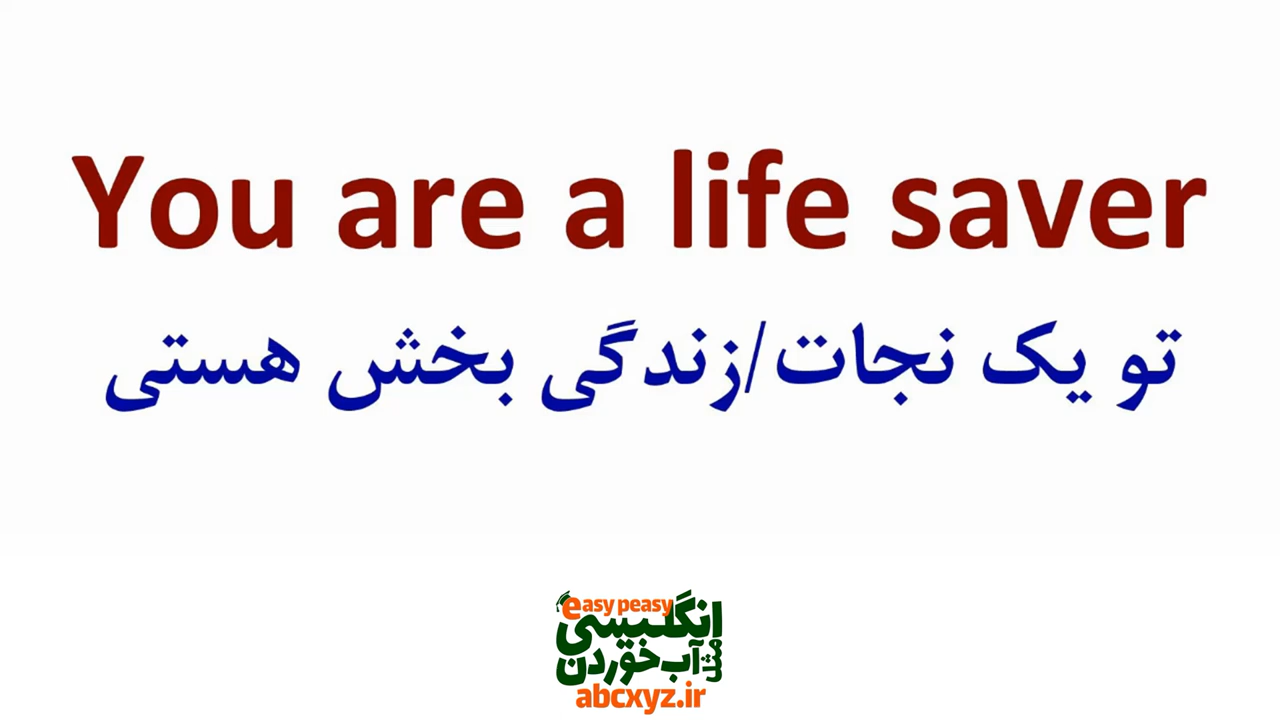 You are a life saver
تو یک نجات/زندگی بخش هستی
easy peasy
انگلیسی
مثل آب خوردن
abcxyz.ir